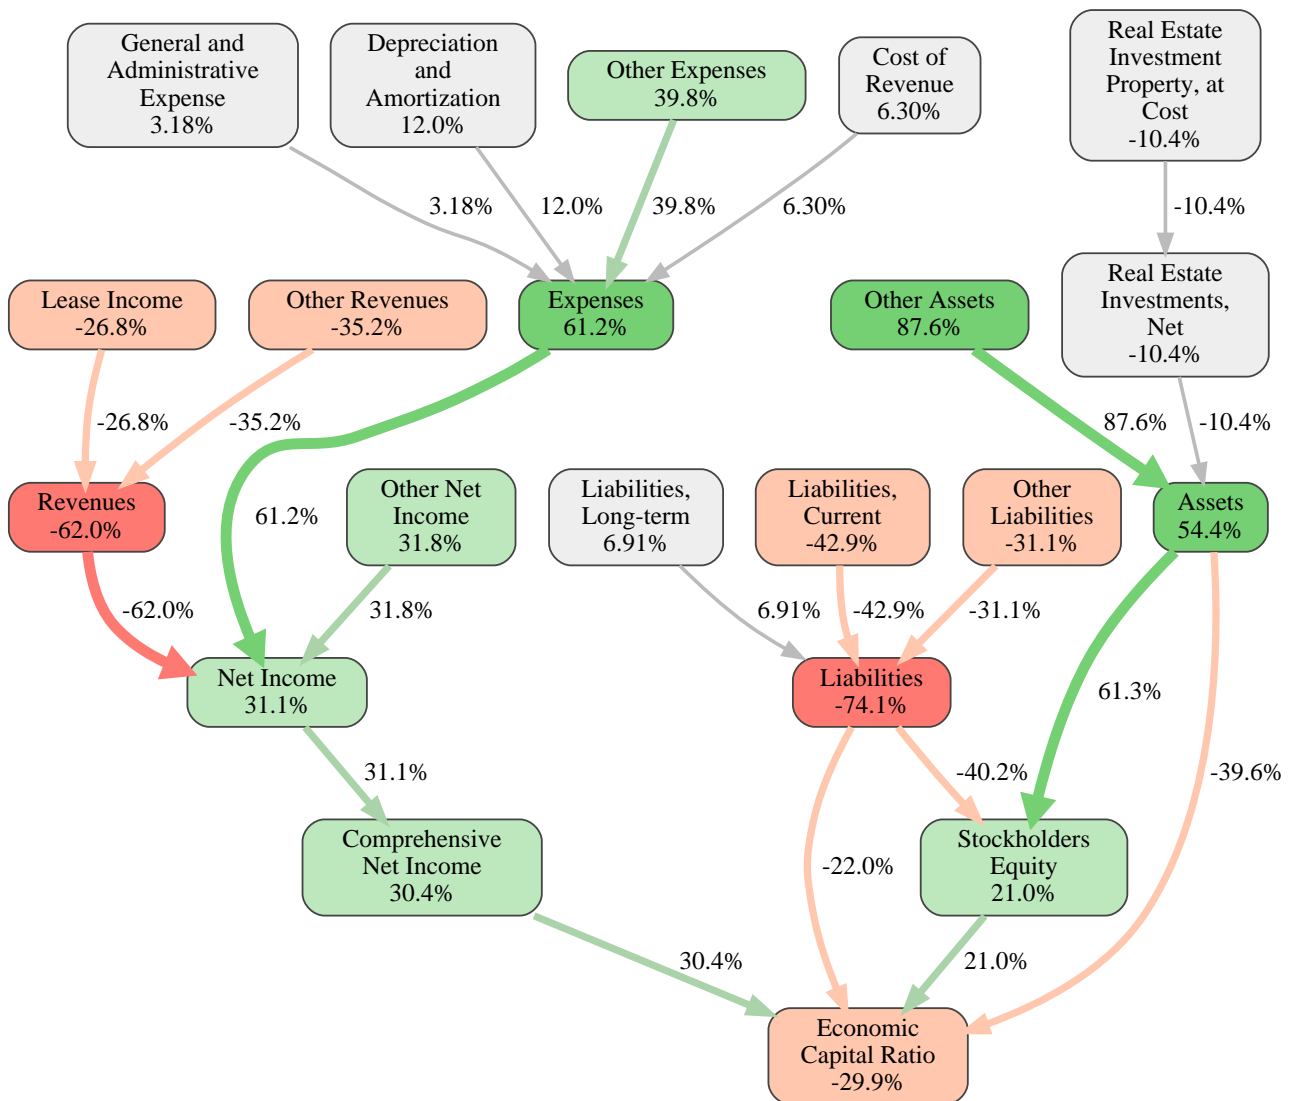 General and
Administrative
Expense
3.18%
Depreciation
and
Amortization
12.0%
Other Expenses
39.8%
Cost of
Revenue
6.30%
Real Estate
Investment
Property, at
Cost
-10.4%
3.18%
12.0%
39.8%
6.30%
-10.4%
Lease Income
-26.8%
Other Revenues
-35.2%
Expenses
61.2%
Other Assets
87.6%
Real Estate
Investments,
Net
-10.4%
-26.8%
-35.2%
87.6%
-10.4%
Revenues
-62.0%
61.2%
Other Net
Income
31.8%
Liabilities,
Long-term
6.91%
Liabilities,
Current
-42.9%
Other
Liabilities
-31.1%
Assets
54.4%
-62.0%
31.8%
6.91%
-42.9%
-31.1%
Net Income
31.1%
Liabilities
-74.1%
61.3%
31.1%
-40.2%
-39.6%
Comprehensive
Net Income
30.4%
-22.0%
Stockholders
Equity
21.0%
30.4%
21.0%
Economic
Capital Ratio
-29.9%